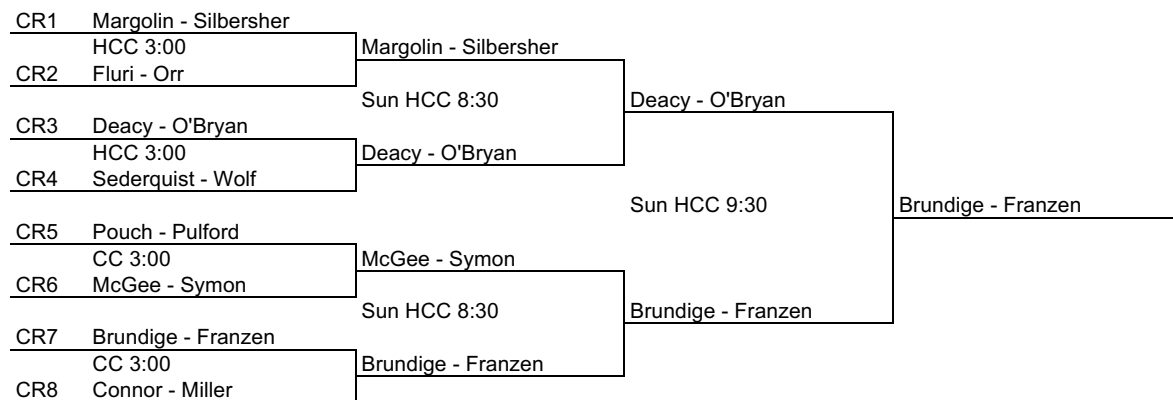 CR1 Margolin - Silbersher
HCC 3:00
Margolin - Silbersher
CR2 Fluri - Orr
Sun HCC 8:30
Deacy - O'Bryan
CR3 Deacy - O'Bryan
HCC 3:00
Deacy - O'Bryan
CR4 Sederquist - Wolf
Sun HCC 9:30
Brundige - Franzen
CR5 Pouch - Pulford
CC 3:00
McGee - Symon
CR6 McGee - Symon
Sun HCC 8:30
Brundige - Franzen
CR7 Brundige - Franzen
CC 3:00
Brundige - Franzen
CR8 Connor - Miller